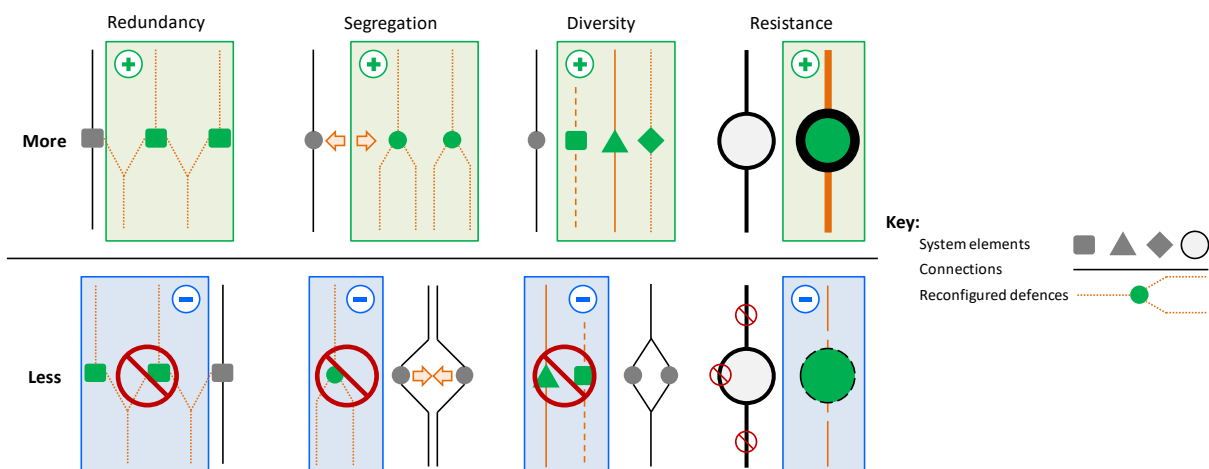 Redundancy
Segregation
Diversity
Resistance
More
Key:
System elements
Connections
Reconfigured defences
Less